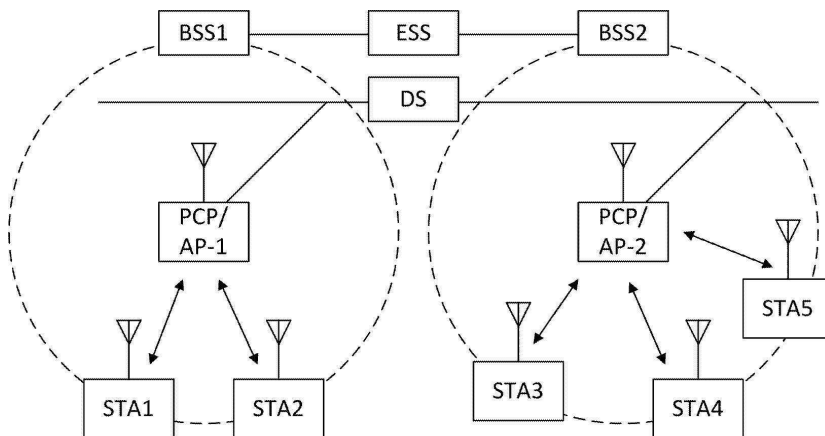 BSS1
ESS
BSS2
DS
PCP/
AP-1
PCP/
AP-2
STA5
STA1
STA2
STA3
STA4